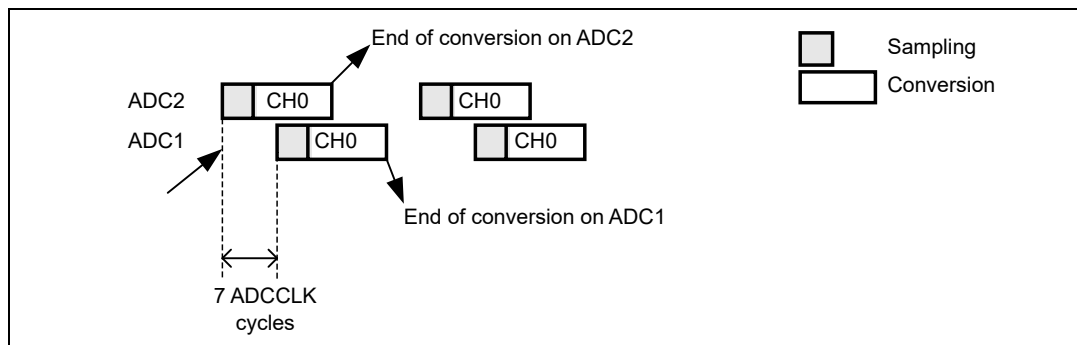 End of conversion on ADC2
Sampling
Conversion
ADC2
CH0
CH0
ADC1
CH0
CH0
End of conversion on ADC1
7 ADCCLK
cycles